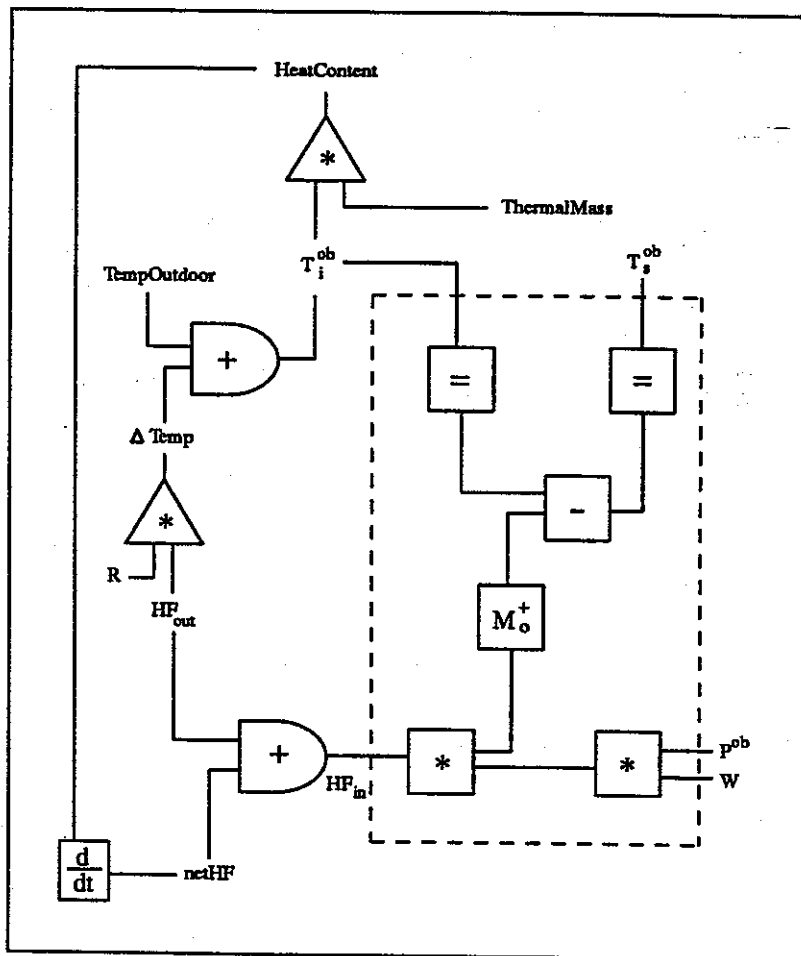 HeatContent
*
ThermalMass
TempOutdoor
T_i^ob
T_s^ob
+
=
=
Δ Temp
-
*
R
HF_out
M_o^+
+
*
*
P^ob
HF_in
W
d/dt
netHF